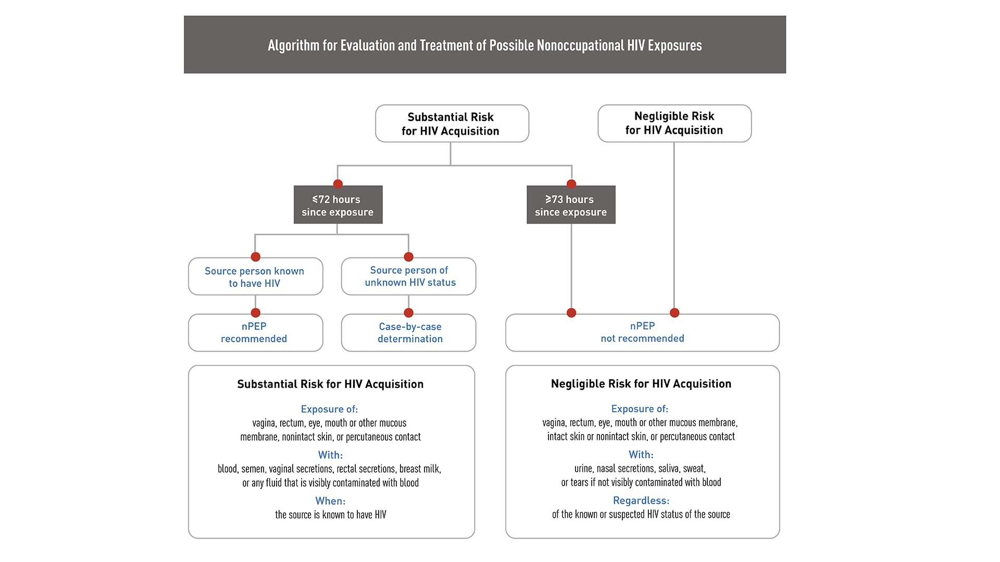 Algorithm for Evaluation and Treatment of Possible Nonoccupational HIV Exposures
Substantial Risk
for HIV Acquisition
Negligible Risk
for HIV Acquisition
≤72 hours
since exposure
≥73 hours
since exposure
Source person known
to have HIV
Source person of
unknown HIV status
nPEP
recommended
Case-by-case
determination
nPEP
not recommended
Substantial Risk for HIV Acquisition
Exposure of:
vagina, rectum, eye, mouth or other mucous
membrane, nonintact skin, or percutaneous contact
With:
blood, semen, vaginal secretions, rectal secretions, breast milk,
or any fluid that is visibly contaminated with blood
When:
the source is known to have HIV
Negligible Risk for HIV Acquisition
Exposure of:
vagina, rectum, eye, mouth or other mucous membrane,
intact skin or nonintact skin, or percutaneous contact
With:
urine, nasal secretions, saliva, sweat,
or tears if not visibly contaminated with blood
Regardless:
of the known or suspected HIV status of the source